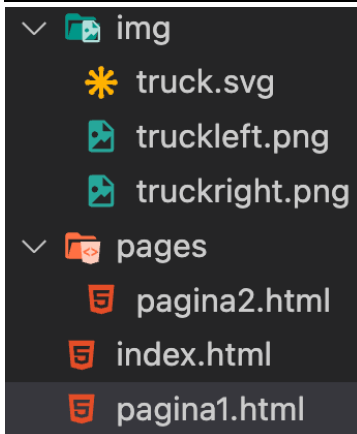 img
truck.svg
truckleft.png
truckright.png
pages
pagina2.html
index.html
pagina1.html